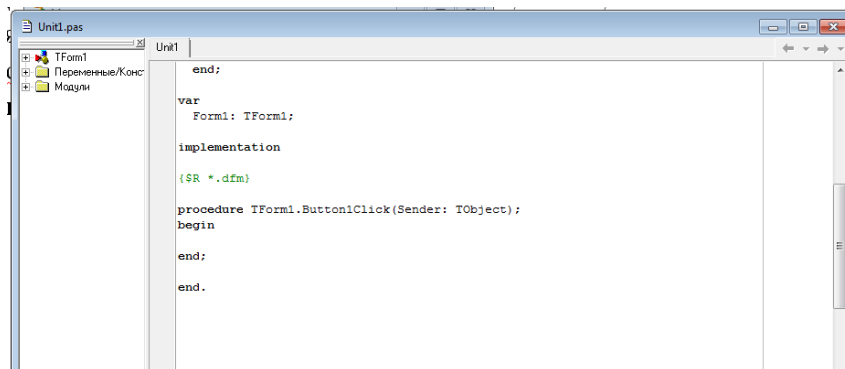 Unit1.pas
TForm1
Переменные/Конст
Модули
Unit1
end;
var
Form1: TForm1;
implementation
{$R *.dfm}
procedure TForm1.Button1Click(Sender: TObject);
begin
end;
end.